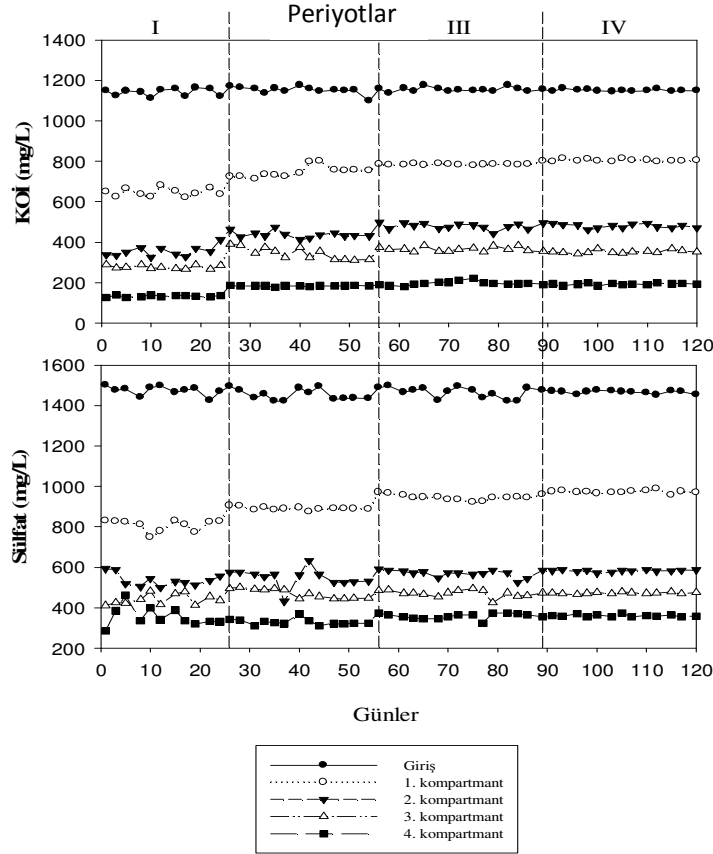 Periyotlar
I III IV
1400
1200
1000
800
600
400
200
0
KOİ (mg/L)
0 10 20 30 40 50 60 70 80 90 100 110 120
1600
1400
1200
1000
800
600
400
200
Sülfat (mg/L)
0 10 20 30 40 50 60 70 80 90 100 110 120
Günler
Giriş
1. kompartmant
2. kompartmant
3. kompartmant
4. kompartmant